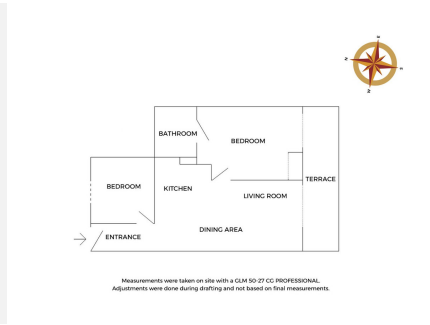 BATHROOM
BEDROOM
BEDROOM
KITCHEN
TERRACE
LIVING ROOM
DINING AREA
ENTRANCE
Measurements were taken on site with a GLM 50-27 CG PROFESSIONAL.
Adjustments were done during drafting and not based on final measurements.